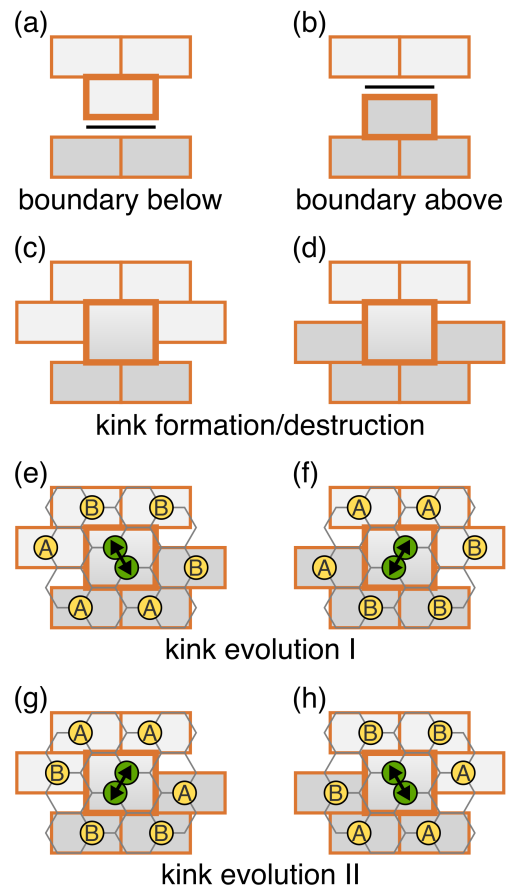 (a) (b)
boundary below boundary above
(c) (d)
kink formation/destruction
(e) (f)
B B A A
A B A B
A A B B
kink evolution I
(g) (h)
A A B B
B A B A
B B A A
kink evolution II